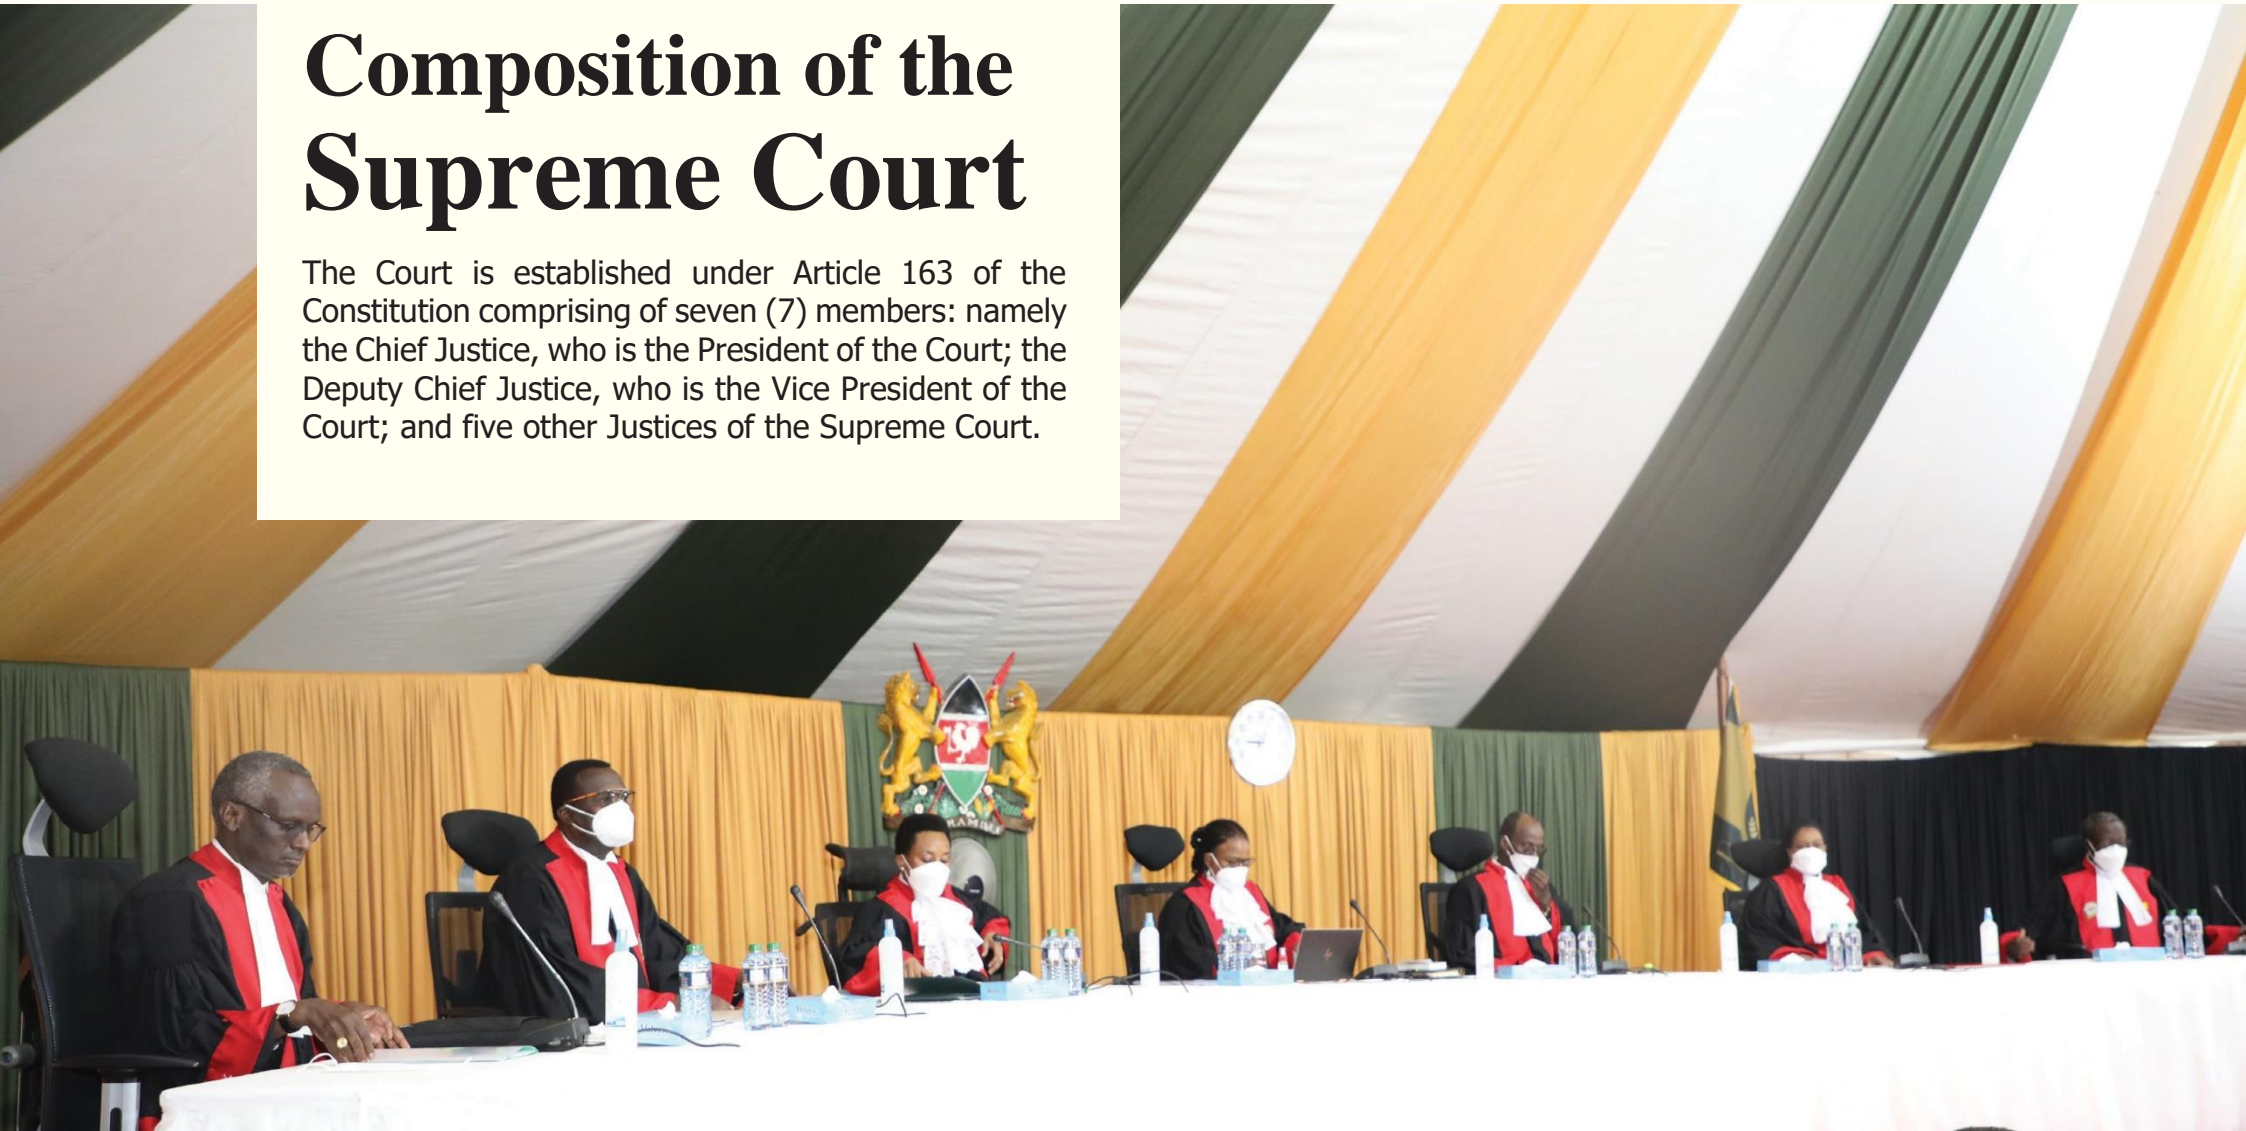 Composition of the
Supreme Court
The Court is established under Article 163 of the
Constitution comprising of seven (7) members: namely
the Chief Justice, who is the President of the Court; the
Deputy Chief Justice, who is the Vice President of the
Court; and five other Justices of the Supreme Court.